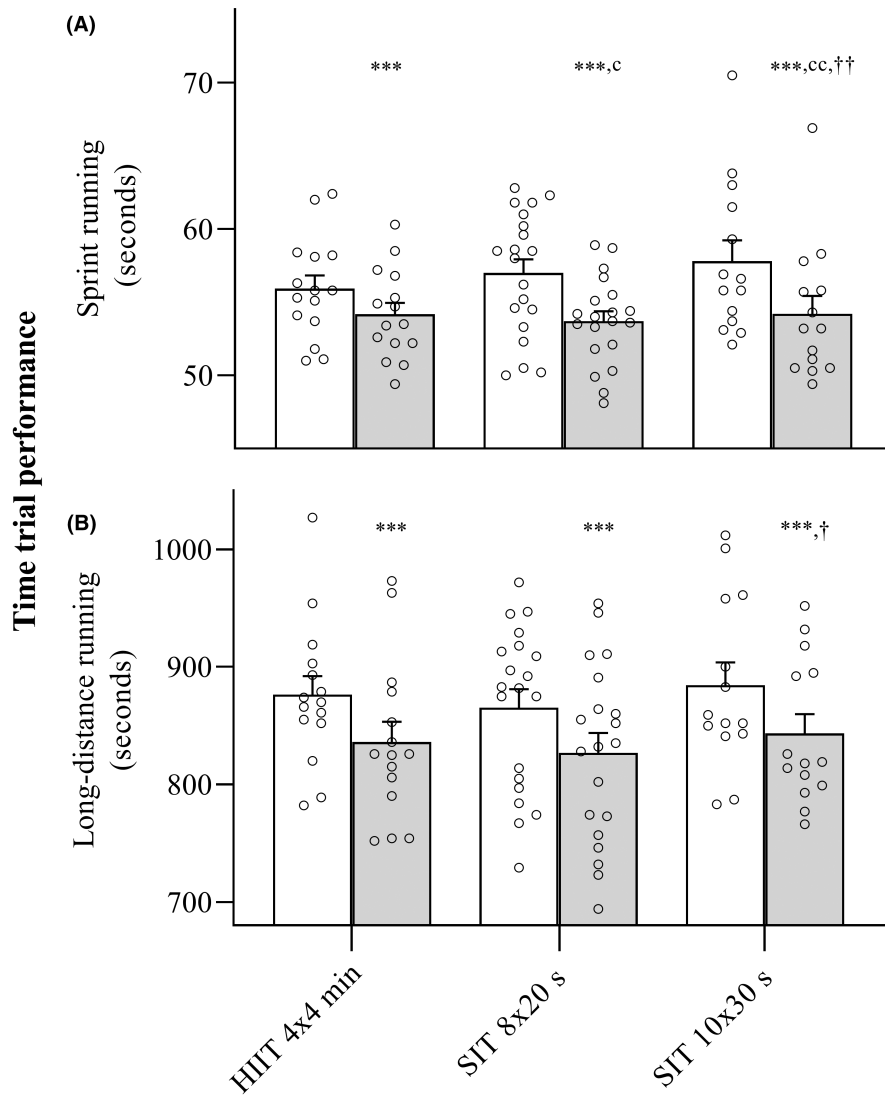 (A)
***
***,c
***,cc,††
70
60
50
Sprint running
(seconds)
Time trial performance
(B)
***
***
***,†
1000
900
800
700
Long-distance running
(seconds)
HIIT 4x4 min
SIT 8x20 s
SIT 10x30 s